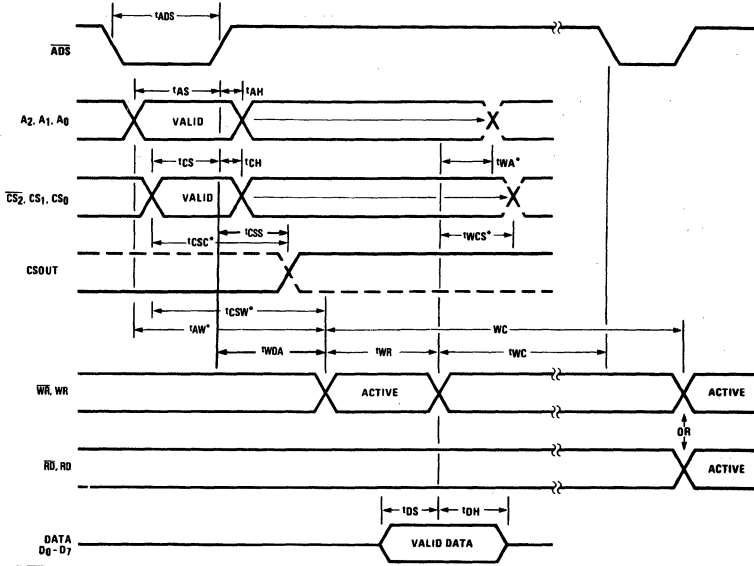 tADS
ADS
tAS
tAH
A2, A1, A0
VALID
tWA*
tCS
tCH
CS2, CS1, CS0
VALID
tCSS
tWCS*
tCSC*
CSOUT
tCSW*
tAW*
WC
tWDA
tWR
tWC
WR, WR
ACTIVE
ACTIVE
OR
RD, RD
ACTIVE
tDS
tDH
DATA
D0-D7
VALID DATA